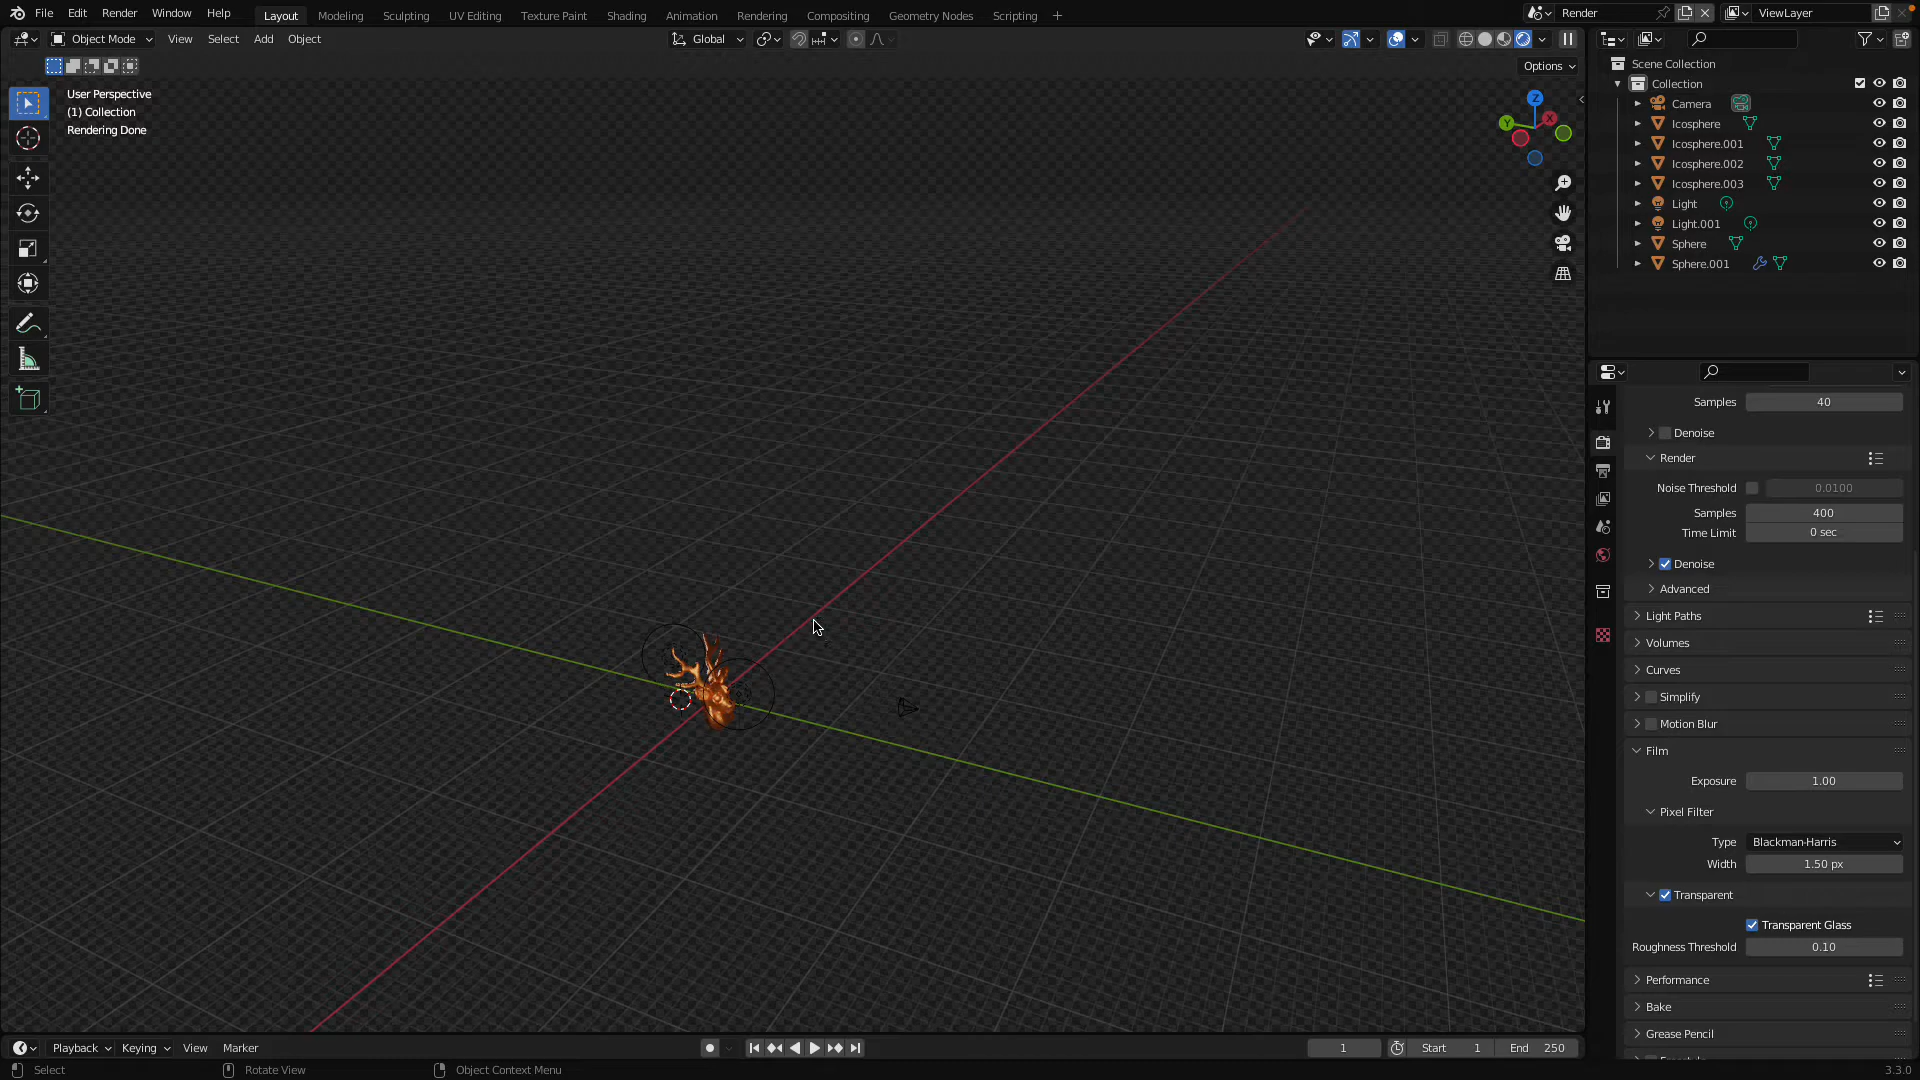 File Edit Render Window Help Layout Modeling Sculpting UV Editing Texture Paint Shading Animation Rendering Compositing Geometry Nodes Scripting + Render ViewLayer
Object Mode View Select Add Object Global
Options
User Perspective
(1) Collection
Rendering Done
Z
X
Y
Scene Collection
Collection
Camera
Icosphere
Icosphere.001
Icosphere.002
Icosphere.003
Light
Light.001
Sphere
Sphere.001
Samples 40
Denoise
Render
Noise Threshold 0.0100
Samples 400
Time Limit 0 sec
Denoise
Advanced
Light Paths
Volumes
Curves
Simplify
Motion Blur
Film
Exposure 1.00
Pixel Filter
Type Blackman-Harris
Width 1.50 px
Transparent
Transparent Glass
Roughness Threshold 0.10
Performance
Bake
Grease Pencil
Playback Keying View Marker 1 Start 1 End 250
Select Rotate View Object Context Menu 3.3.0